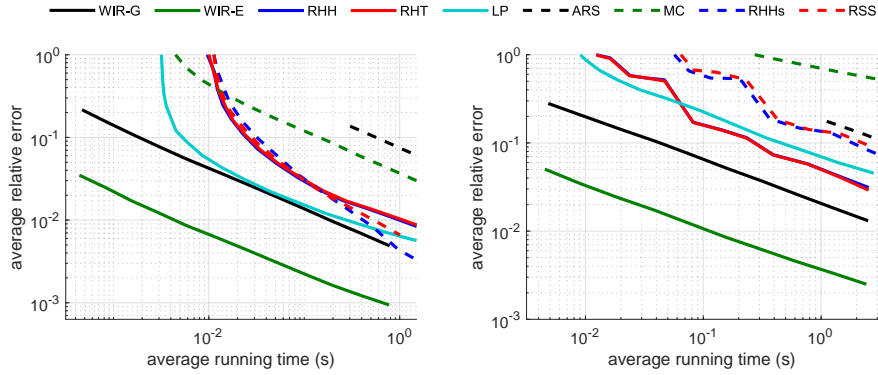 WIR-G WIR-E RHH RHT LP ARS MC RHHs RSS
average relative error
10^0
10^-1
10^-2
10^-3
10^-2
10^0
average running time (s)
average relative error
10^0
10^-1
10^-2
10^-3
10^-2
10^-1
10^0
average running time (s)